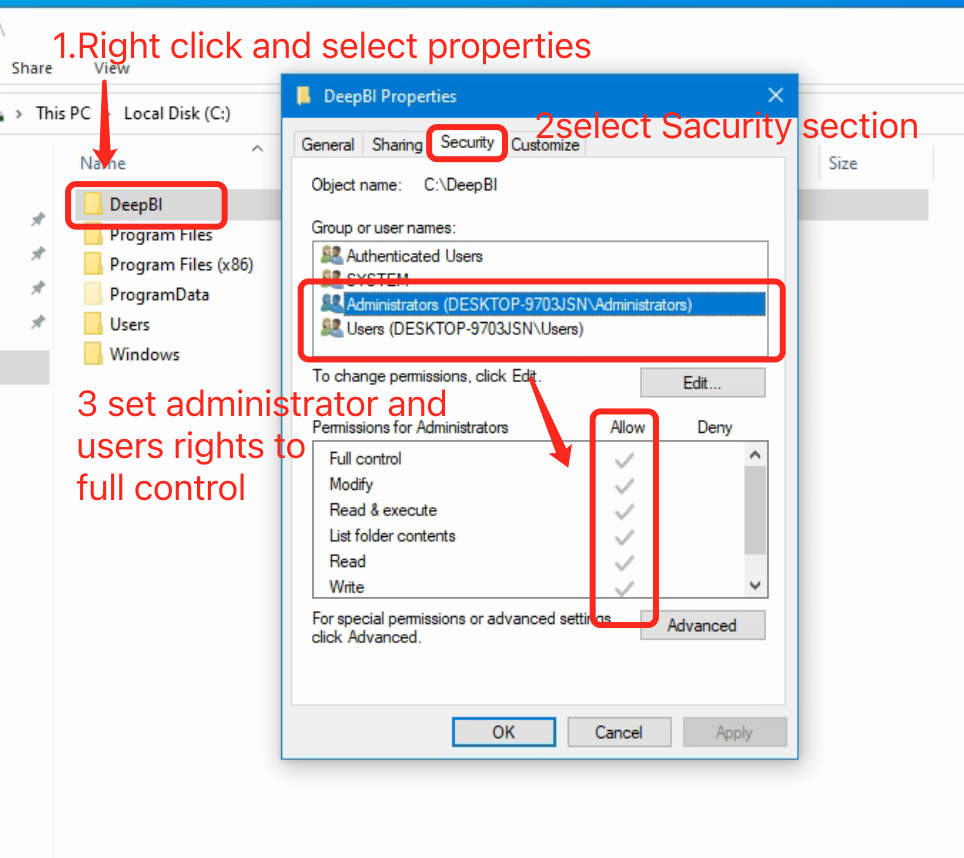 1.Right click and select properties
Share View
This PC Local Disk (C:)
DeepBI Properties
2select Sacurity section
General Sharing Security Customize
Name
Size
Object name: C:\DeepBI
DeepBI
Program Files
Program Files (x86)
ProgramData
Users
Windows
Group or user names:
Authenticated Users
SYSTEM
Administrators (DESKTOP-9703JSN\Administrators)
Users (DESKTOP-9703JSN\Users)
To change permissions, click Edit.
Edit...
3 set administrator and
users rights to
full control
Permissions for Administrators Allow Deny
Full control
Modify
Read & execute
List folder contents
Read
Write
For special permissions or advanced settings,
click Advanced.
Advanced
OK Cancel Apply